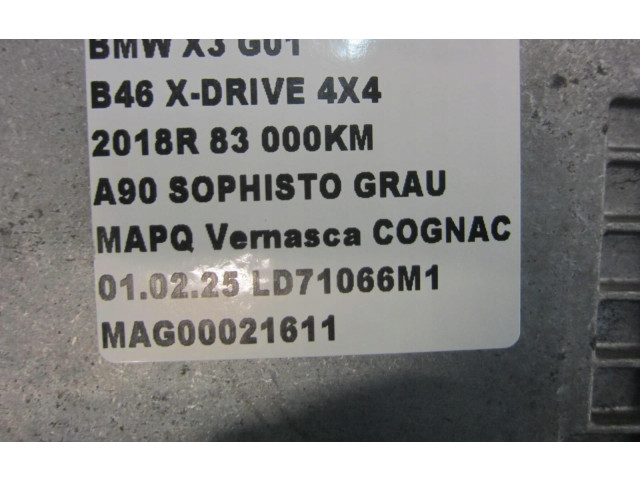 BMW X3 G01
B46 X-DRIVE 4X4
2018R 83 000KM
A90 SOPHISTO GRAU
MAPQ Vernasca COGNAC
01.02.25 LD71066M1
MAG00021611